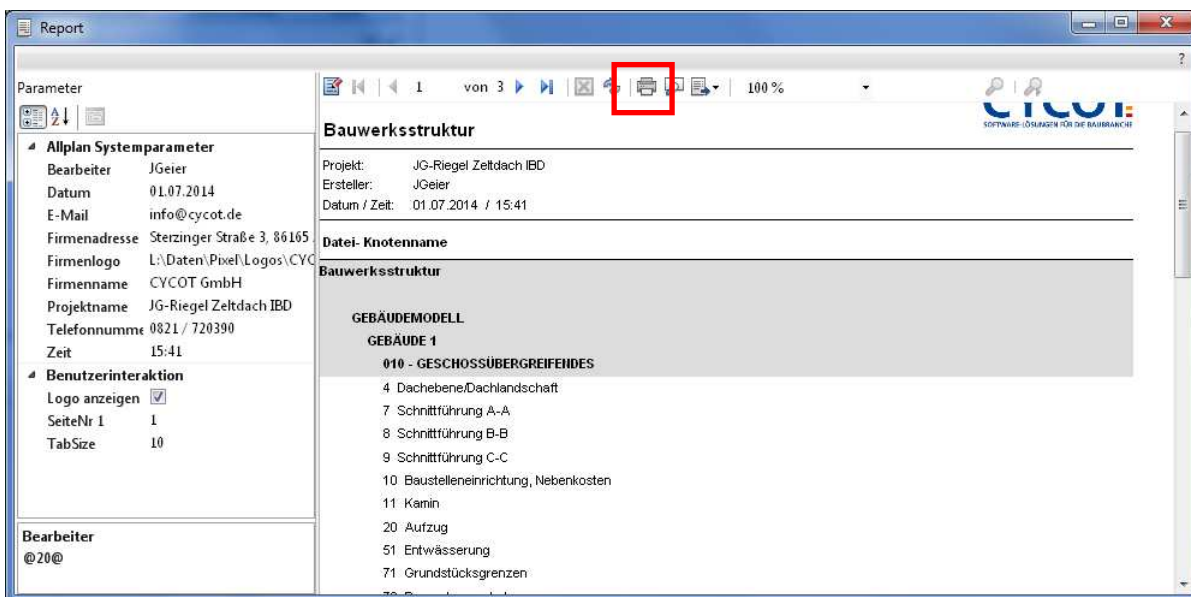 Report
?
Parameter
1 von 3 100 %
Allplan Systemparameter
Bearbeiter JGeier
Datum 01.07.2014
E-Mail info@cycot.de
Firmenadresse Sterzinger Straße 3, 86165
Firmenlogo L:\Daten\Pixel\Logos\CYC
Firmenname CYCOT GmbH
Projektname JG-Riegel Zeltdach IBD
Telefonnumme 0821 / 720390
Zeit 15:41
Benutzerinteraktion
Logo anzeigen
SeiteNr 1 1
TabSize 10
Bearbeiter
@20@
CYCOT
SOFTWARE-LÖSUNGEN FÜR DIE BAUBRANCHE
Bauwerksstruktur
Projekt: JG-Riegel Zeltdach IBD
Ersteller: JGeier
Datum / Zeit: 01.07.2014 / 15:41
Datei- Knotenname
Bauwerksstruktur
GEBÄUDEMODELL
GEBÄUDE 1
010 - GESCHOSSÜBERGREIFENDES
4 Dachebene/Dachlandschaft
7 Schnittführung A-A
8 Schnittführung B-B
9 Schnittführung C-C
10 Baustelleneinrichtung, Nebenkosten
11 Kamin
20 Aufzug
51 Entwässerung
71 Grundstücksgrenzen